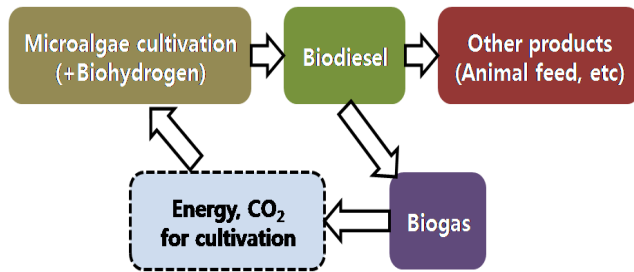 Microalgae cultivation
(+Biohydrogen)
Biodiesel
Other products
(Animal feed, etc)
Energy, CO₂
for cultivation
Biogas